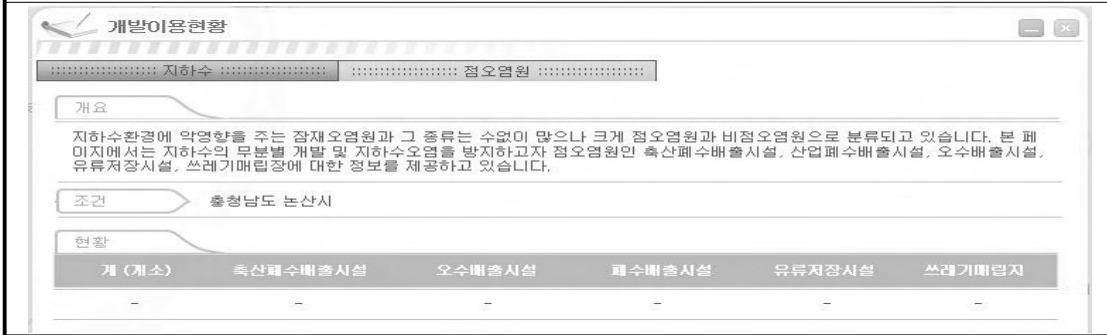 개발이용현황
지하수 점오염원
개요
지하수환경에 악영향을 주는 잠재오염원과 그 종류는 수없이 많으나 크게 점오염원과 비점오염원으로 분류되고 있습니다. 본 페
이지에서는 지하수의 무분별 개발 및 지하수오염을 방지하고자 점오염원인 축산폐수배출시설, 산업폐수배출시설, 오수배출시설,
유류저장시설, 쓰레기매립장에 대한 정보를 제공하고 있습니다.
조건 충청남도 논산시
현황
계 (개소) 축산폐수배출시설 오수배출시설 폐수배출시설 유류저장시설 쓰레기매립지
- - - - - -